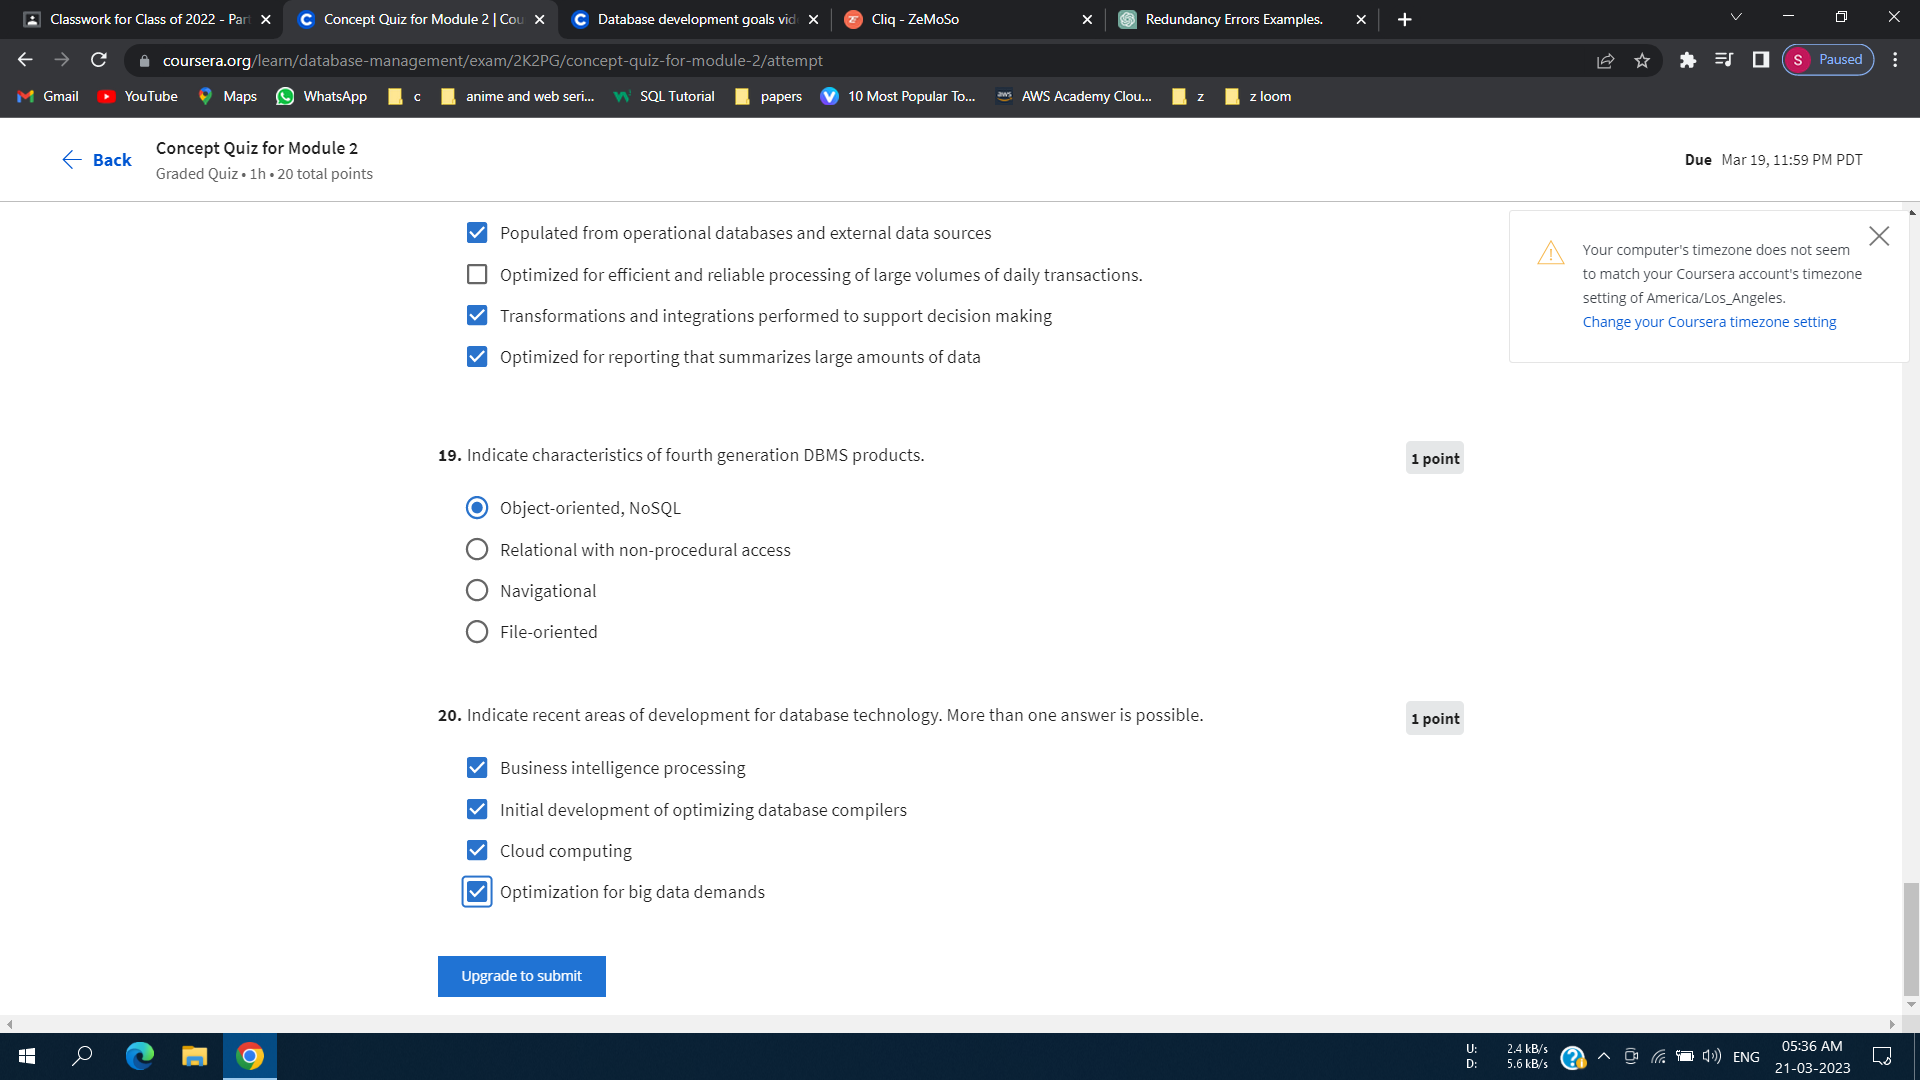 Classwork for Class of 2022 - Part
Concept Quiz for Module 2 | Cou
Database development goals vid
Cliq - ZeMoSo
Redundancy Errors Examples.
coursera.org/learn/database-management/exam/2K2PG/concept-quiz-for-module-2/attempt
S Paused
Gmail YouTube Maps WhatsApp c anime and web seri... SQL Tutorial papers 10 Most Popular To... aws AWS Academy Clou... z z loom
Back
Concept Quiz for Module 2
Graded Quiz • 1h • 20 total points
Due Mar 19, 11:59 PM PDT
Your computer's timezone does not seem
to match your Coursera account's timezone
setting of America/Los_Angeles.
Change your Coursera timezone setting
Populated from operational databases and external data sources
Optimized for efficient and reliable processing of large volumes of daily transactions.
Transformations and integrations performed to support decision making
Optimized for reporting that summarizes large amounts of data
19. Indicate characteristics of fourth generation DBMS products.
1 point
Object-oriented, NoSQL
Relational with non-procedural access
Navigational
File-oriented
20. Indicate recent areas of development for database technology. More than one answer is possible.
1 point
Business intelligence processing
Initial development of optimizing database compilers
Cloud computing
Optimization for big data demands
Upgrade to submit
U: 2.4 kB/s
D: 5.6 kB/s
ENG
05:36 AM
21-03-2023